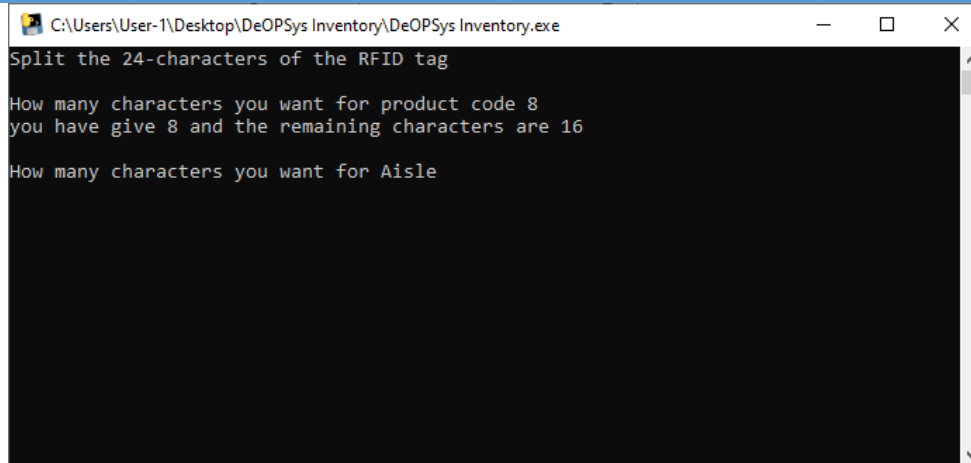 C:\Users\User-1\Desktop\DeOPSys Inventory\DeOPSys Inventory.exe
Split the 24-characters of the RFID tag
How many characters you want for product code 8
you have give 8 and the remaining characters are 16
How many characters you want for Aisle